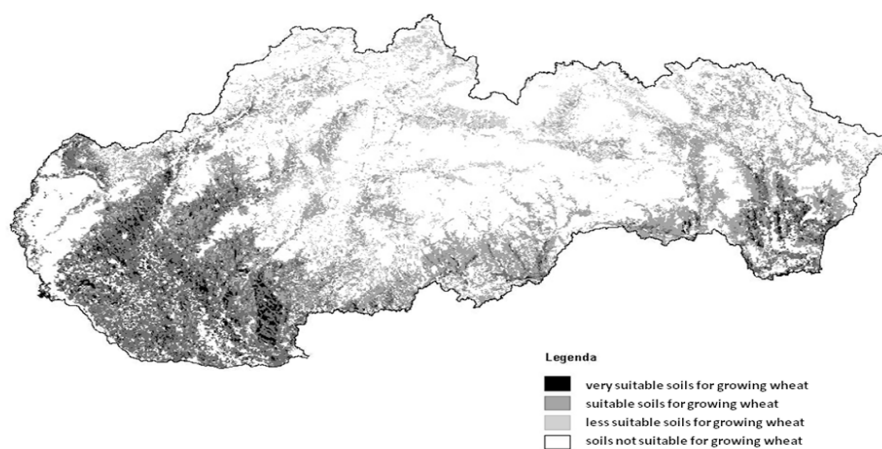 Legenda
very suitable soils for growing wheat
suitable soils for growing wheat
less suitable soils for growing wheat
soils not suitable for growing wheat